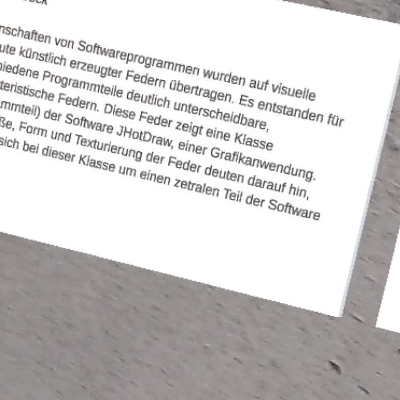 nschaften von Softwareprogrammen wurden auf visuelle
ute künstlich erzeugter Federn übertragen. Es entstanden für
hiedene Programmteile deutlich unterscheidbare,
teristische Federn. Diese Feder zeigt eine Klasse
ammteil) der Software JHotDraw, einer Grafikanwendung.
ße, Form und Texturierung der Feder deuten darauf hin,
sich bei dieser Klasse um einen zetralen Teil der Software